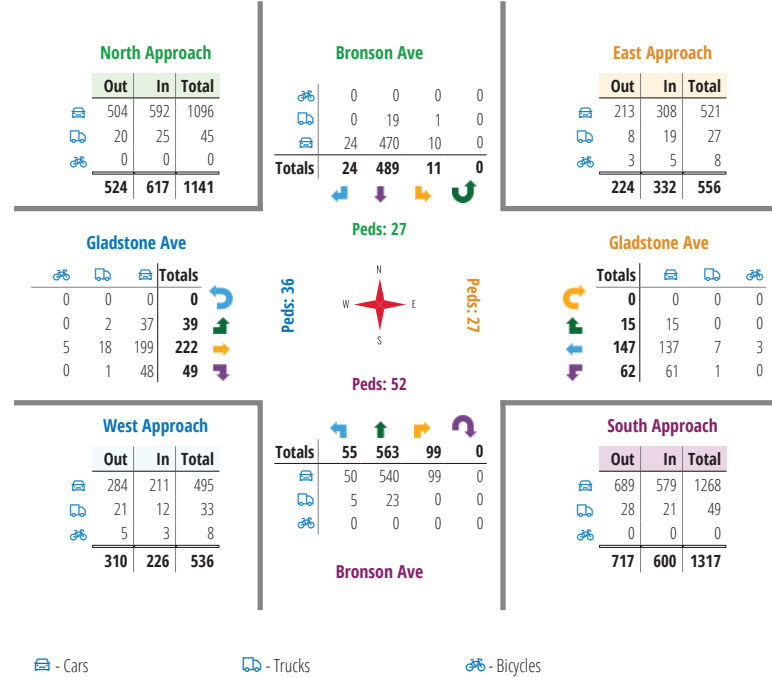 North Approach
Out In Total
504 592 1096
20 25 45
0 0 0
524 617 1141
Bronson Ave
0 0 0 0
0 19 1 0
24 470 10 0
Totals 24 489 11 0
East Approach
Out In Total
213 308 521
8 19 27
3 5 8
224 332 556
Peds: 27
Gladstone Ave
Totals
0 0 0 0
0 2 37 39
5 18 199 222
0 1 48 49
Peds: 36
N
W E
S
Peds: 27
Gladstone Ave
Totals
0 0 0 0
15 15 0 0
147 137 7 3
62 61 1 0
Peds: 52
West Approach
Out In Total
284 211 495
21 12 33
5 3 8
310 226 536
Totals 55 563 99 0
50 540 99 0
5 23 0 0
0 0 0 0
Bronson Ave
South Approach
Out In Total
689 579 1268
28 21 49
0 0 0
717 600 1317
- Cars
- Trucks
- Bicycles